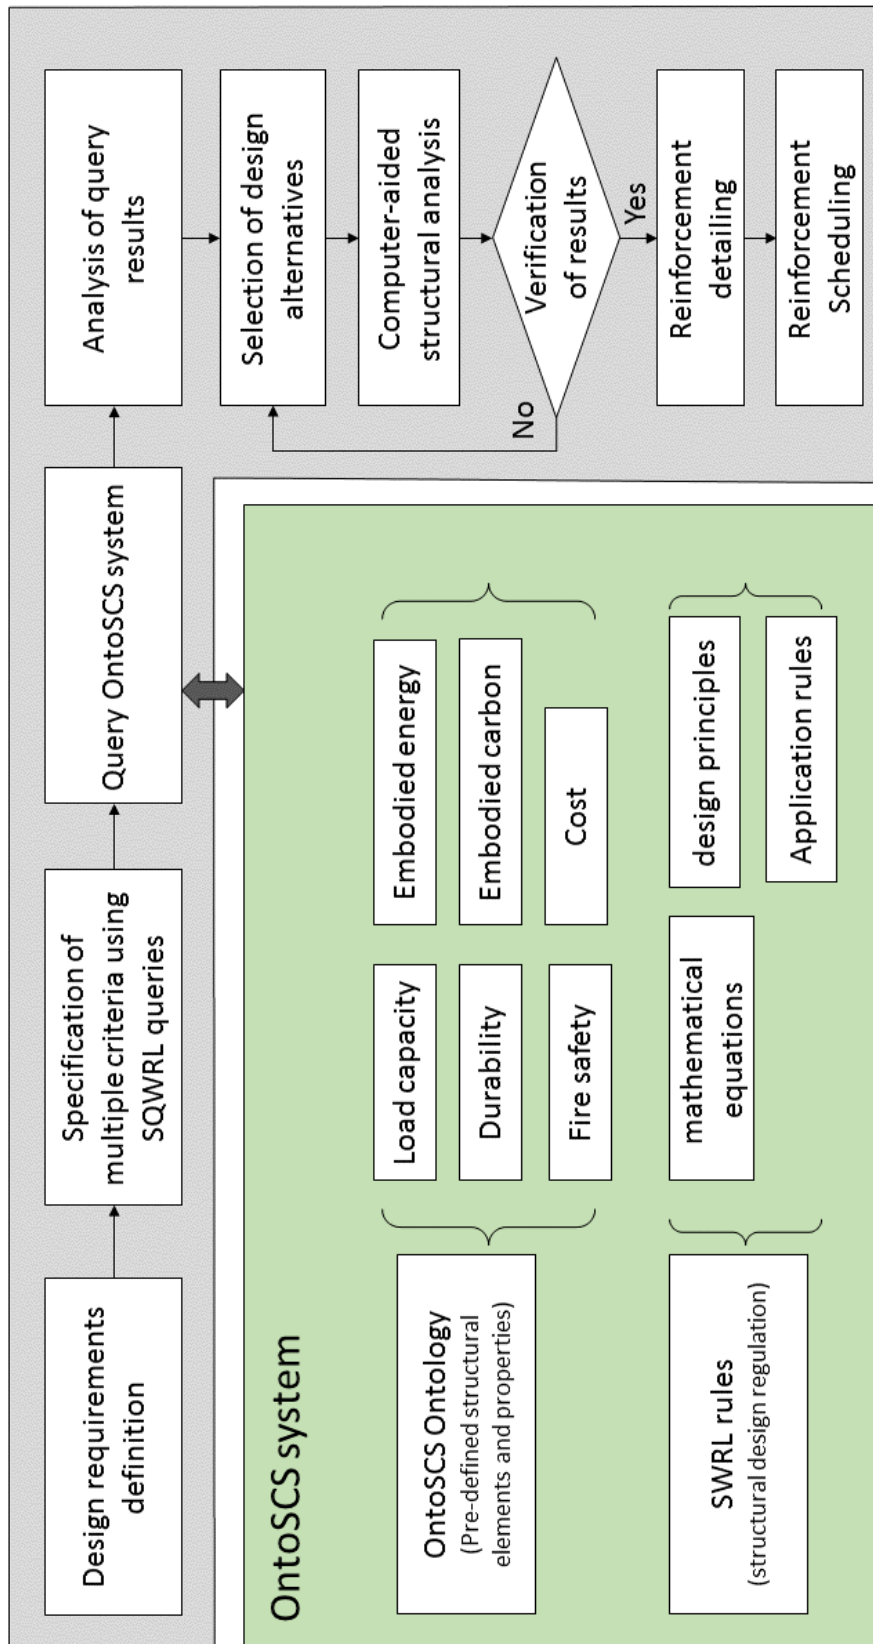 Design requirements
definition
Specification of
multiple criteria using
SQWRL queries
Query OntoSCS system
Analysis of query
results
Selection of design
alternatives
Computer-aided
structural analysis
Verification
of results
No
Yes
Reinforcement
detailing
Reinforcement
Scheduling
OntoSCS system
OntoSCS Ontology
(Pre-defined structural
elements and properties)
Load capacity
Durability
Fire safety
Embodied energy
Embodied carbon
Cost
SWRL rules
(structural design regulation)
mathematical
equations
design principles
Application rules